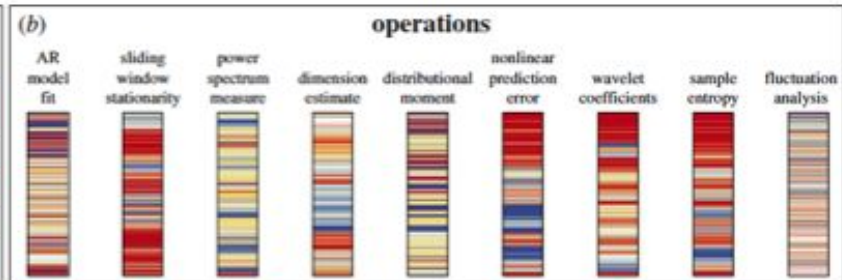 (b) operations
AR model fit
sliding window stationarity
power spectrum measure
dimension estimate
distributional moment
nonlinear prediction error
wavelet coefficients
sample entropy
fluctuation analysis